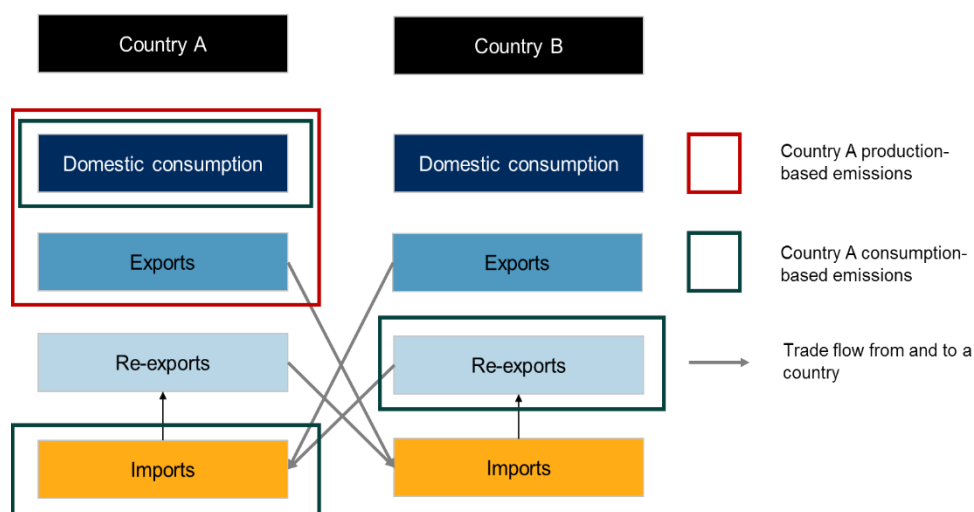 Country A
Country B
Domestic consumption
Domestic consumption
Country A production-
based emissions
Exports
Exports
Country A consumption-
based emissions
Re-exports
Re-exports
Trade flow from and to a
country
Imports
Imports